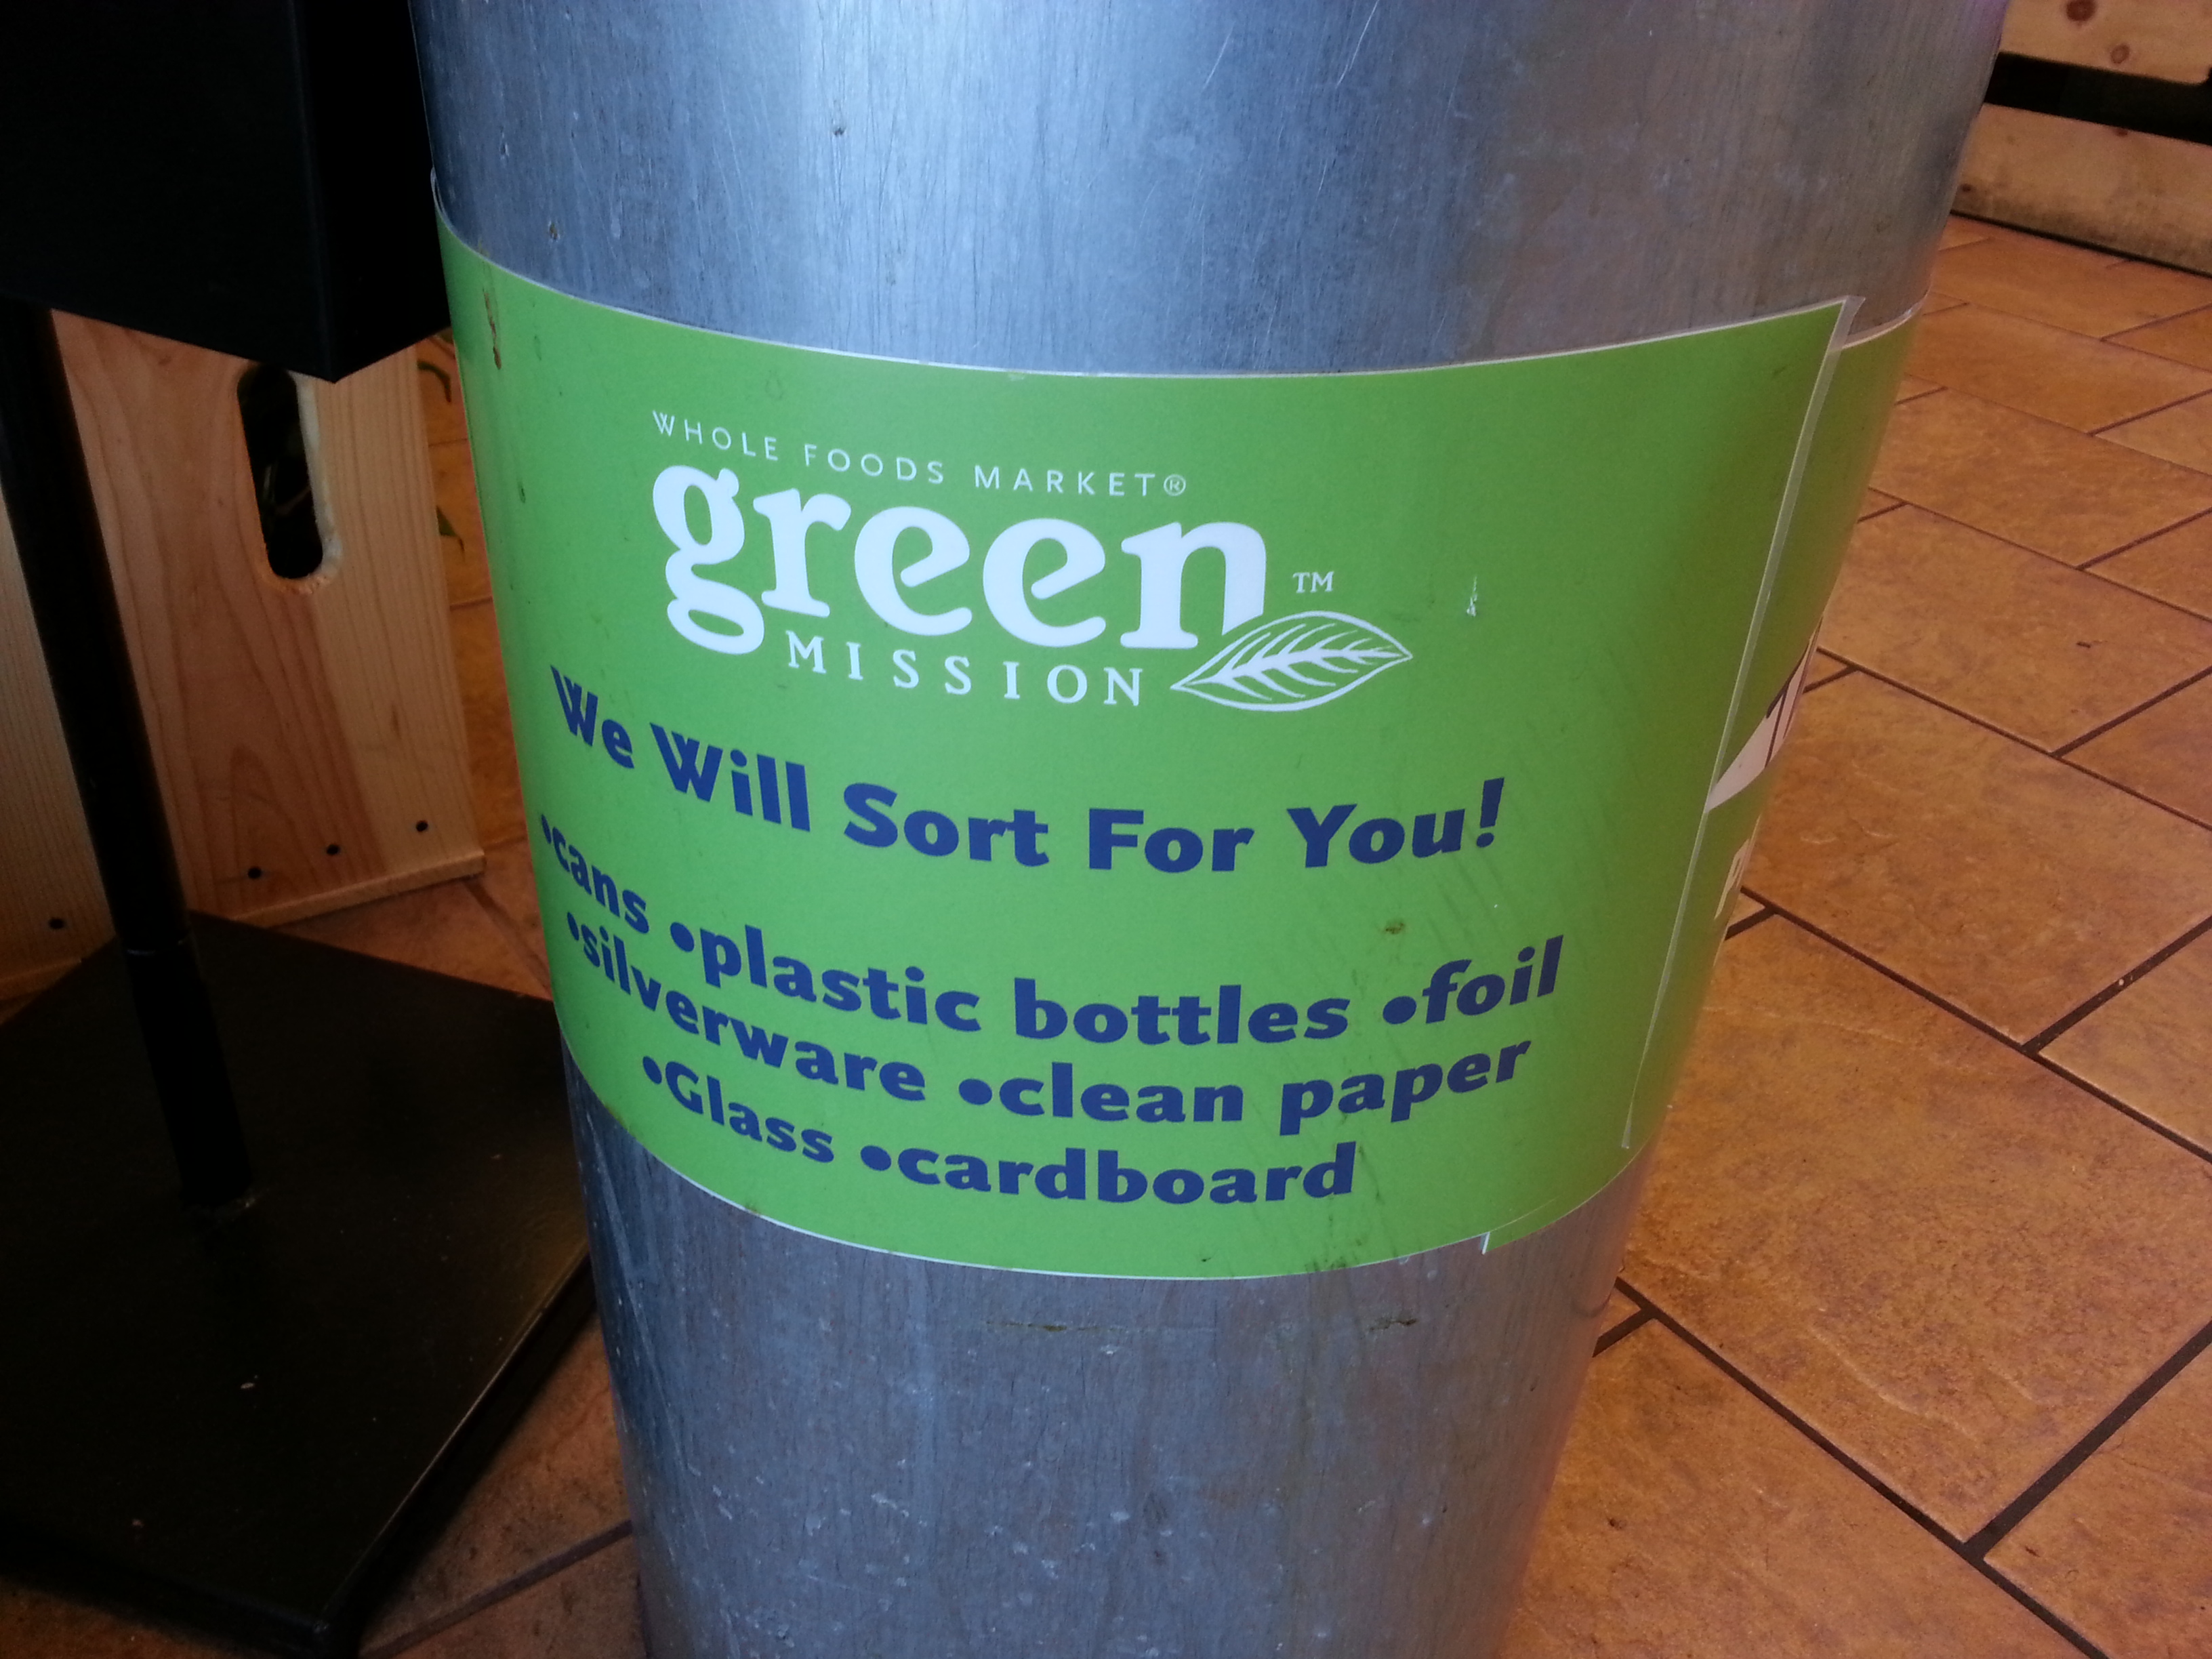 WHOLE FOODS MARKET®
green™
MISSION
We Will Sort For You!
•cans •plastic bottles •foil
•silverware •clean paper
•Glass •cardboard